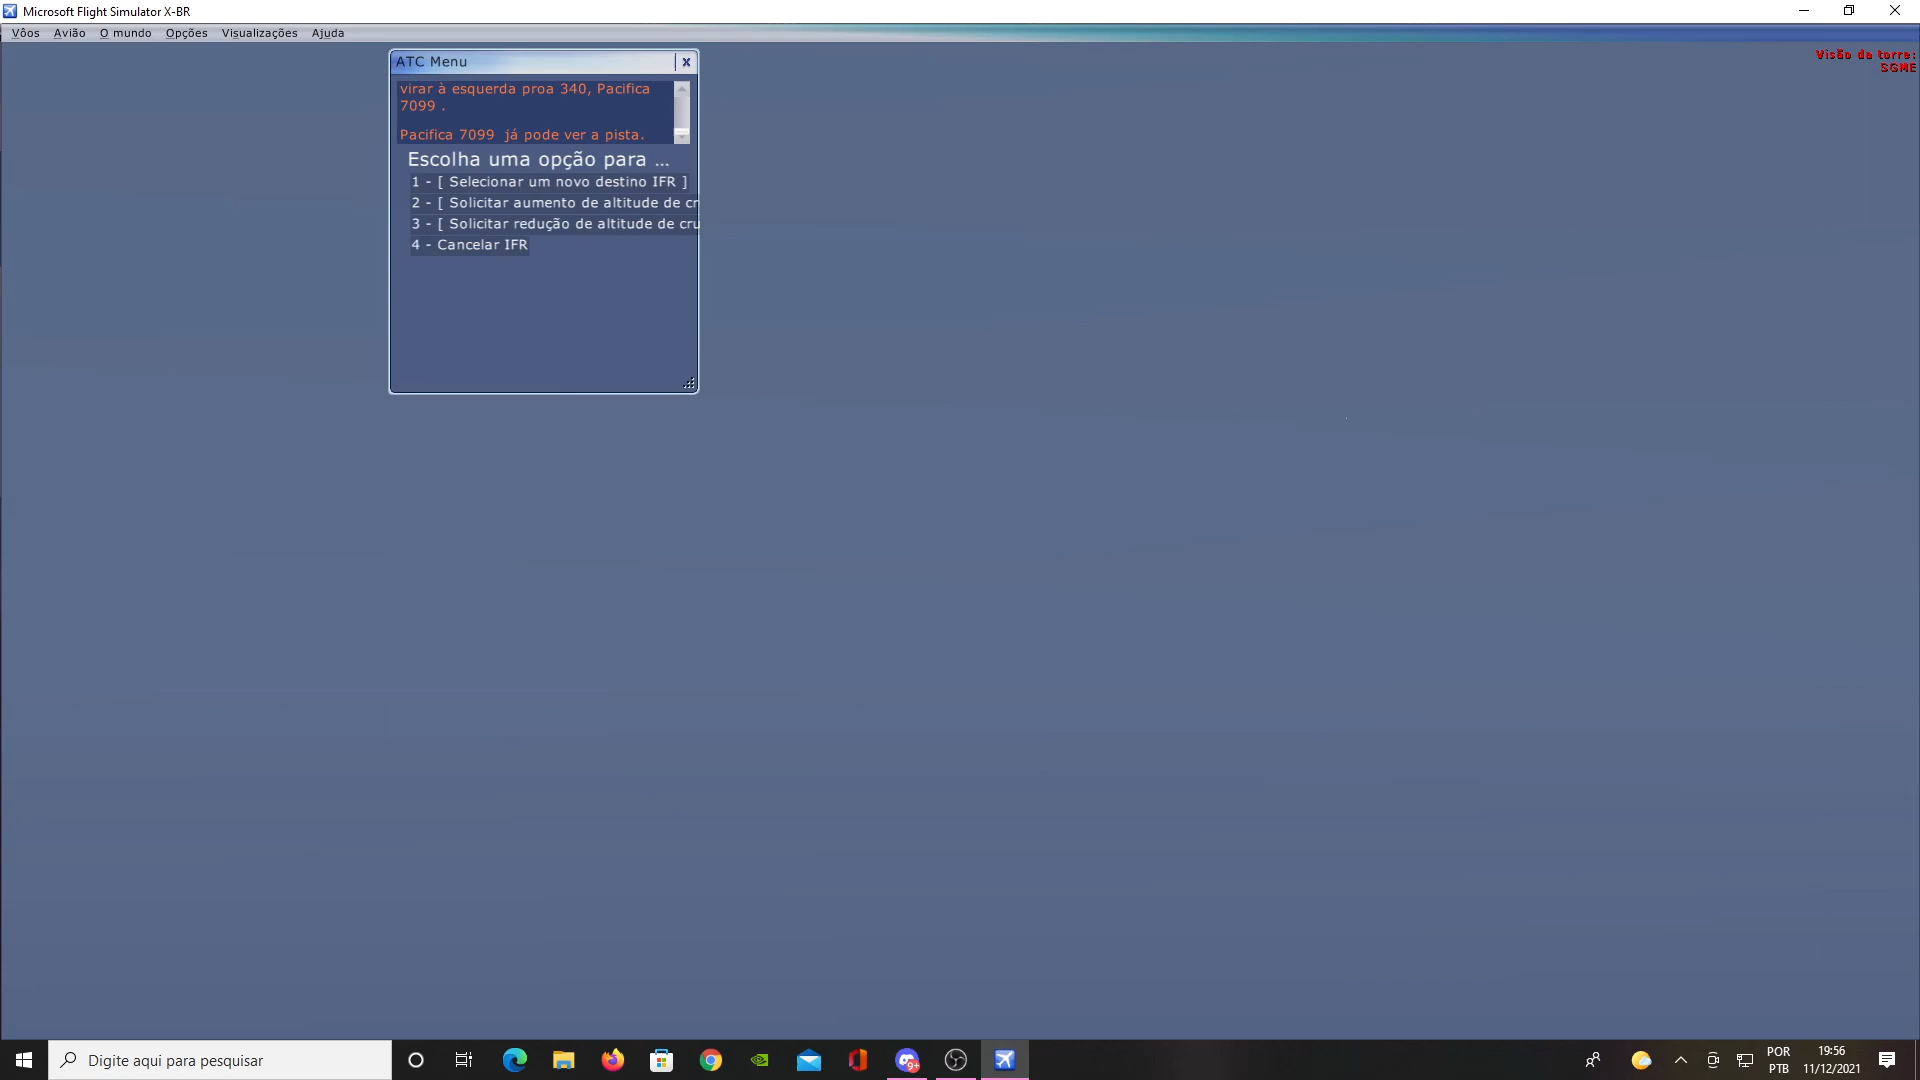 Microsoft Flight Simulator X-BR
Vôos Avião O mundo Opções Visualizações Ajuda
Visão da torre:
SGME
ATC Menu
x
virar à esquerda proa 340, Pacifica
7099 .
Pacifica 7099 já pode ver a pista.
Escolha uma opção para ...
1 - [ Selecionar um novo destino IFR ]
2 - [ Solicitar aumento de altitude de cr
3 - [ Solicitar redução de altitude de cru
4 - Cancelar IFR
Digite aqui para pesquisar
9+
POR
PTB
19:56
11/12/2021